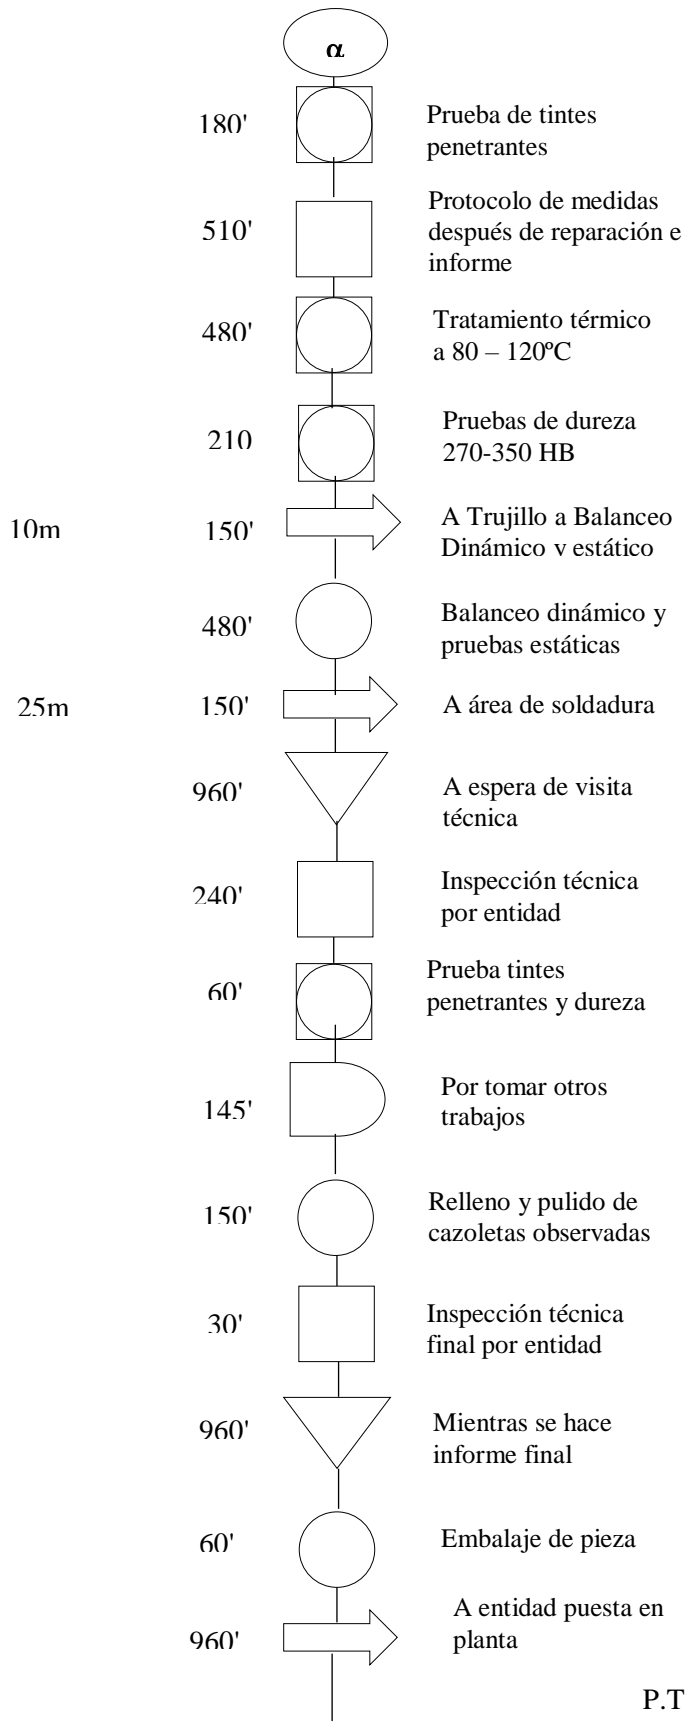 α
180'
Prueba de tintes
penetrantes
510'
Protocolo de medidas
después de reparación e
informe
480'
Tratamiento térmico
a 80 – 120ºC
210
Pruebas de dureza
270-350 HB
10m
150'
A Trujillo a Balanceo
Dinámico y estático
480'
Balanceo dinámico y
pruebas estáticas
25m
150'
A área de soldadura
960'
A espera de visita
técnica
240'
Inspección técnica
por entidad
60'
Prueba tintes
penetrantes y dureza
145'
Por tomar otros
trabajos
150'
Relleno y pulido de
cazoletas observadas
30'
Inspección técnica
final por entidad
960'
Mientras se hace
informe final
60'
Embalaje de pieza
960'
A entidad puesta en
planta
P.T